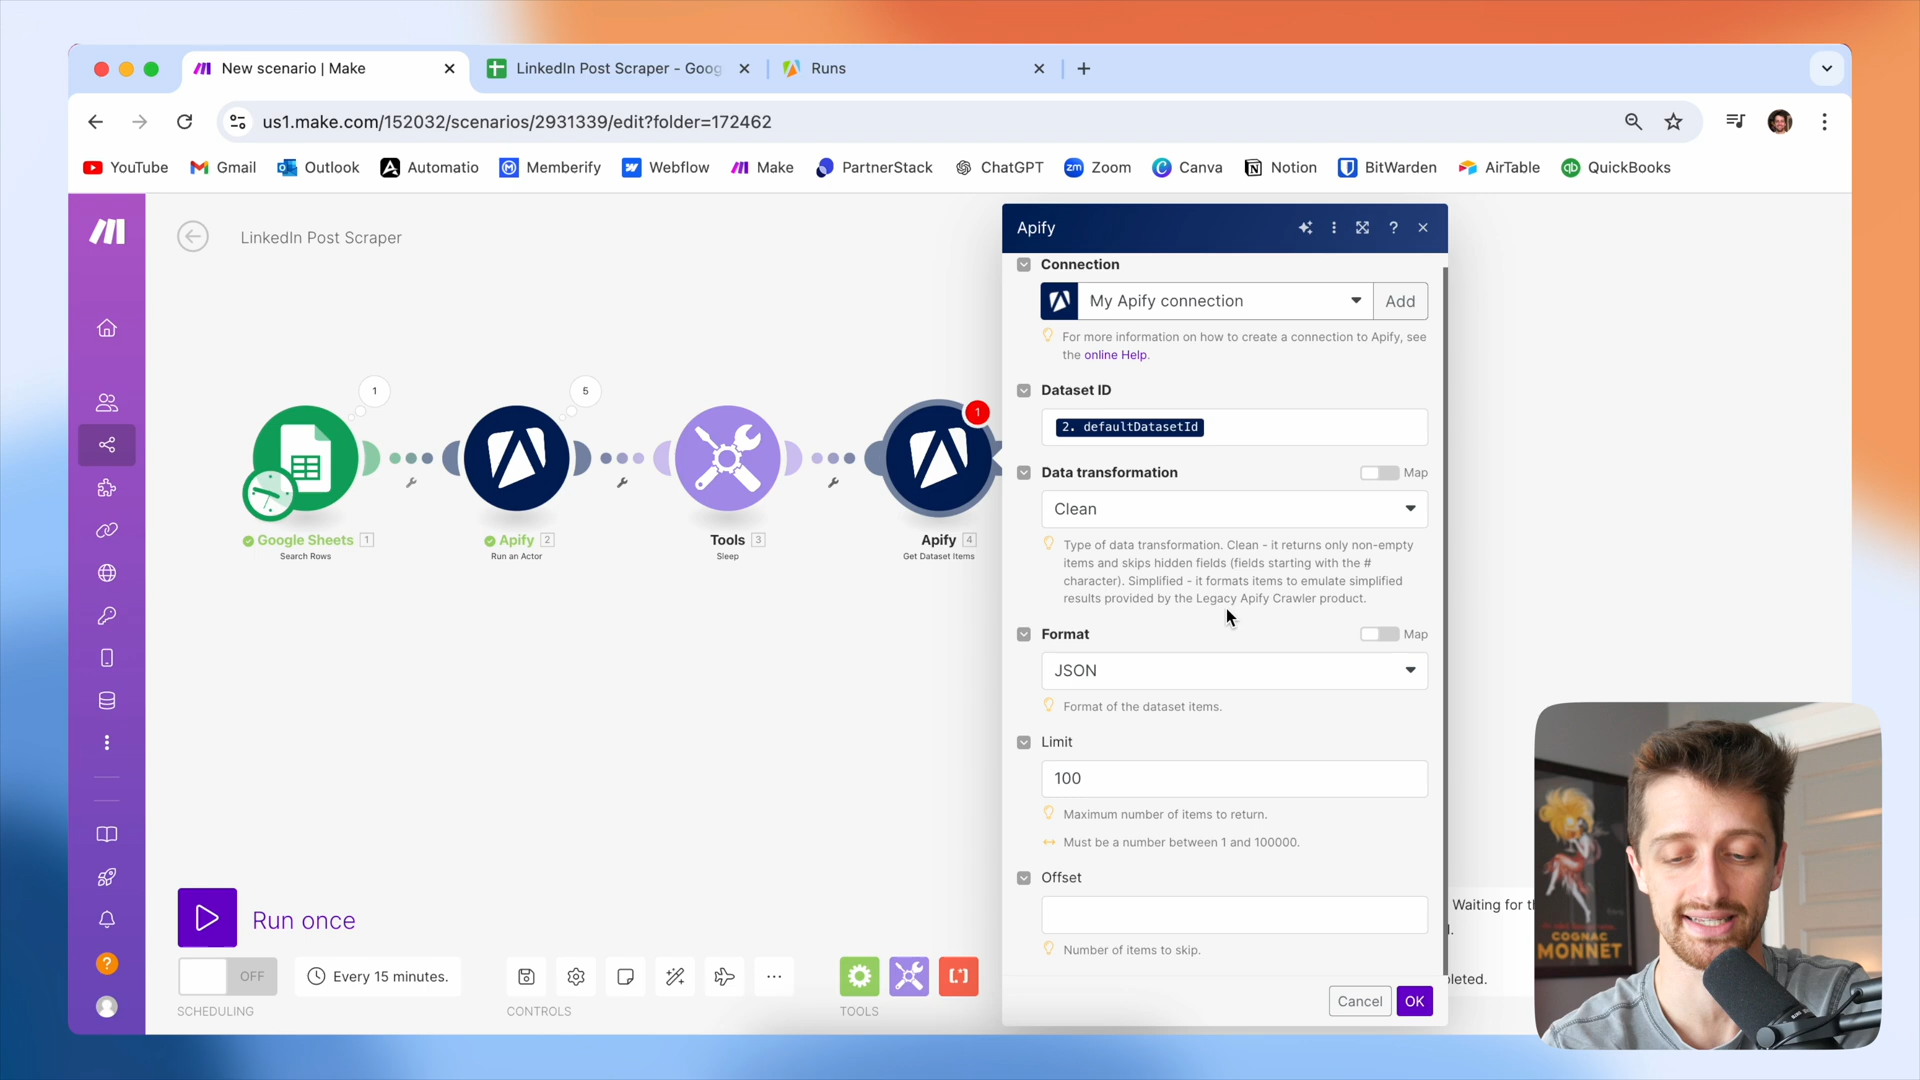 New scenario | Make
LinkedIn Post Scraper - Goog
Runs
us1.make.com/152032/scenarios/2931339/edit?folder=172462
YouTube
Gmail
Outlook
Automatio
Memberify
Webflow
Make
PartnerStack
ChatGPT
zm Zoom
Canva
Notion
BitWarden
AirTable
qb QuickBooks
LinkedIn Post Scraper
1
Google Sheets 1
Search Rows
5
Apify 2
Run an Actor
Tools 3
Sleep
1
Apify 4
Get Dataset Items
Apify
?
Connection
My Apify connection
Add
For more information on how to create a connection to Apify, see
the online Help.
Dataset ID
2. defaultDatasetId
Data transformation
Map
Clean
Type of data transformation. Clean - it returns only non-empty
items and skips hidden fields (fields starting with the #
character). Simplified - it formats items to emulate simplified
results provided by the Legacy Apify Crawler product.
Format
Map
JSON
Format of the dataset items.
Limit
100
Maximum number of items to return.
Must be a number between 1 and 100000.
Offset
Number of items to skip.
Cancel
OK
Run once
OFF
Every 15 minutes.
SCHEDULING
CONTROLS
[.*]
TOOLS
?
Waiting for th
l.
leted.
COGNAC
MONNET